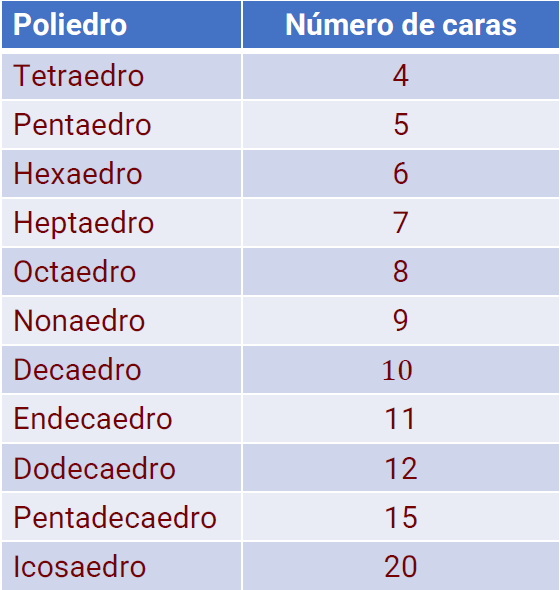 Poliedro Número de caras
Tetraedro 4
Pentaedro 5
Hexaedro 6
Heptaedro 7
Octaedro 8
Nonaedro 9
Decaedro 10
Endecaedro 11
Dodecaedro 12
Pentadecaedro 15
Icosaedro 20